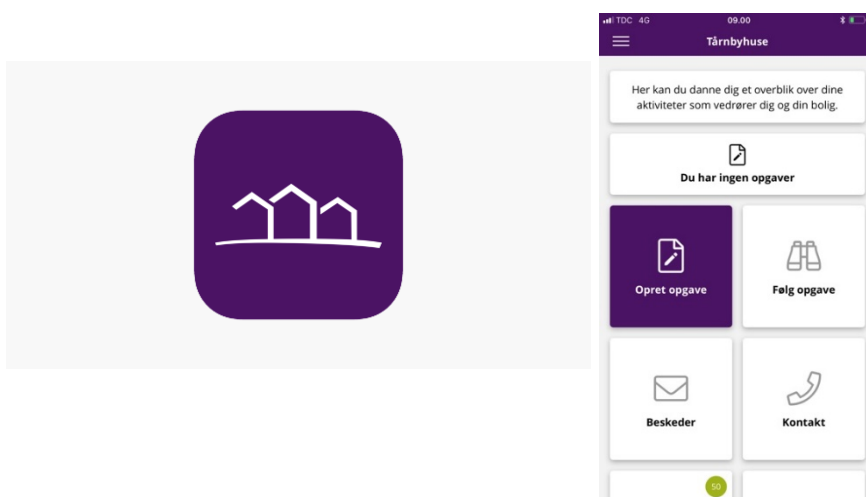 TDC 4G 09.00
Tårnbyhuse
Her kan du danne dig et overblik over dine
aktiviteter som vedrører dig og din bolig.
Du har ingen opgaver
Opret opgave
Følg opgave
Beskeder
Kontakt
50